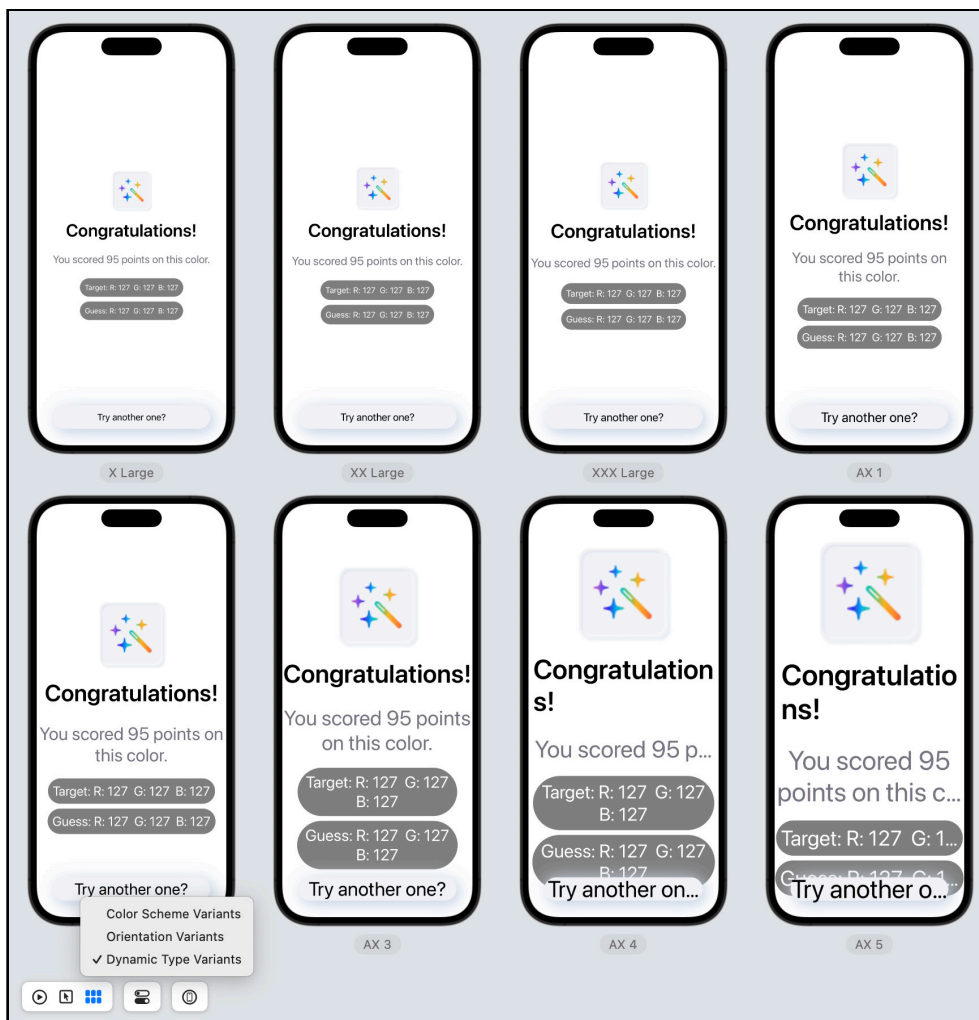 Congratulations!
You scored 95 points on this color.
Target: R: 127 G: 127 B: 127
Guess: R: 127 G: 127 B: 127
Try another one?
X Large
Congratulations!
You scored 95 points on this color.
Target: R: 127 G: 127 B: 127
Guess: R: 127 G: 127 B: 127
Try another one?
XX Large
Congratulations!
You scored 95 points on this color.
Target: R: 127 G: 127 B: 127
Guess: R: 127 G: 127 B: 127
Try another one?
XXX Large
Congratulations!
You scored 95 points on
this color.
Target: R: 127 G: 127 B: 127
Guess: R: 127 G: 127 B: 127
Try another one?
AX 1
Congratulations!
You scored 95 points on
this color.
Target: R: 127 G: 127 B: 127
Guess: R: 127 G: 127 B: 127
Try another one?
Congratulations!
You scored 95 points
on this color.
Target: R: 127 G: 127
B: 127
Guess: R: 127 G: 127
B: 127
Try another one?
AX 3
Congratulation
s!
You scored 95 p...
Target: R: 127 G: 127
B: 127
Guess: R: 127 G: 127
B: 127
Try another on...
AX 4
Congratulatio
ns!
You scored 95
points on this c...
Target: R: 127 G: 1...
Guess: R: 127 G: 1...
Try another o...
AX 5
Color Scheme Variants
Orientation Variants
✓ Dynamic Type Variants